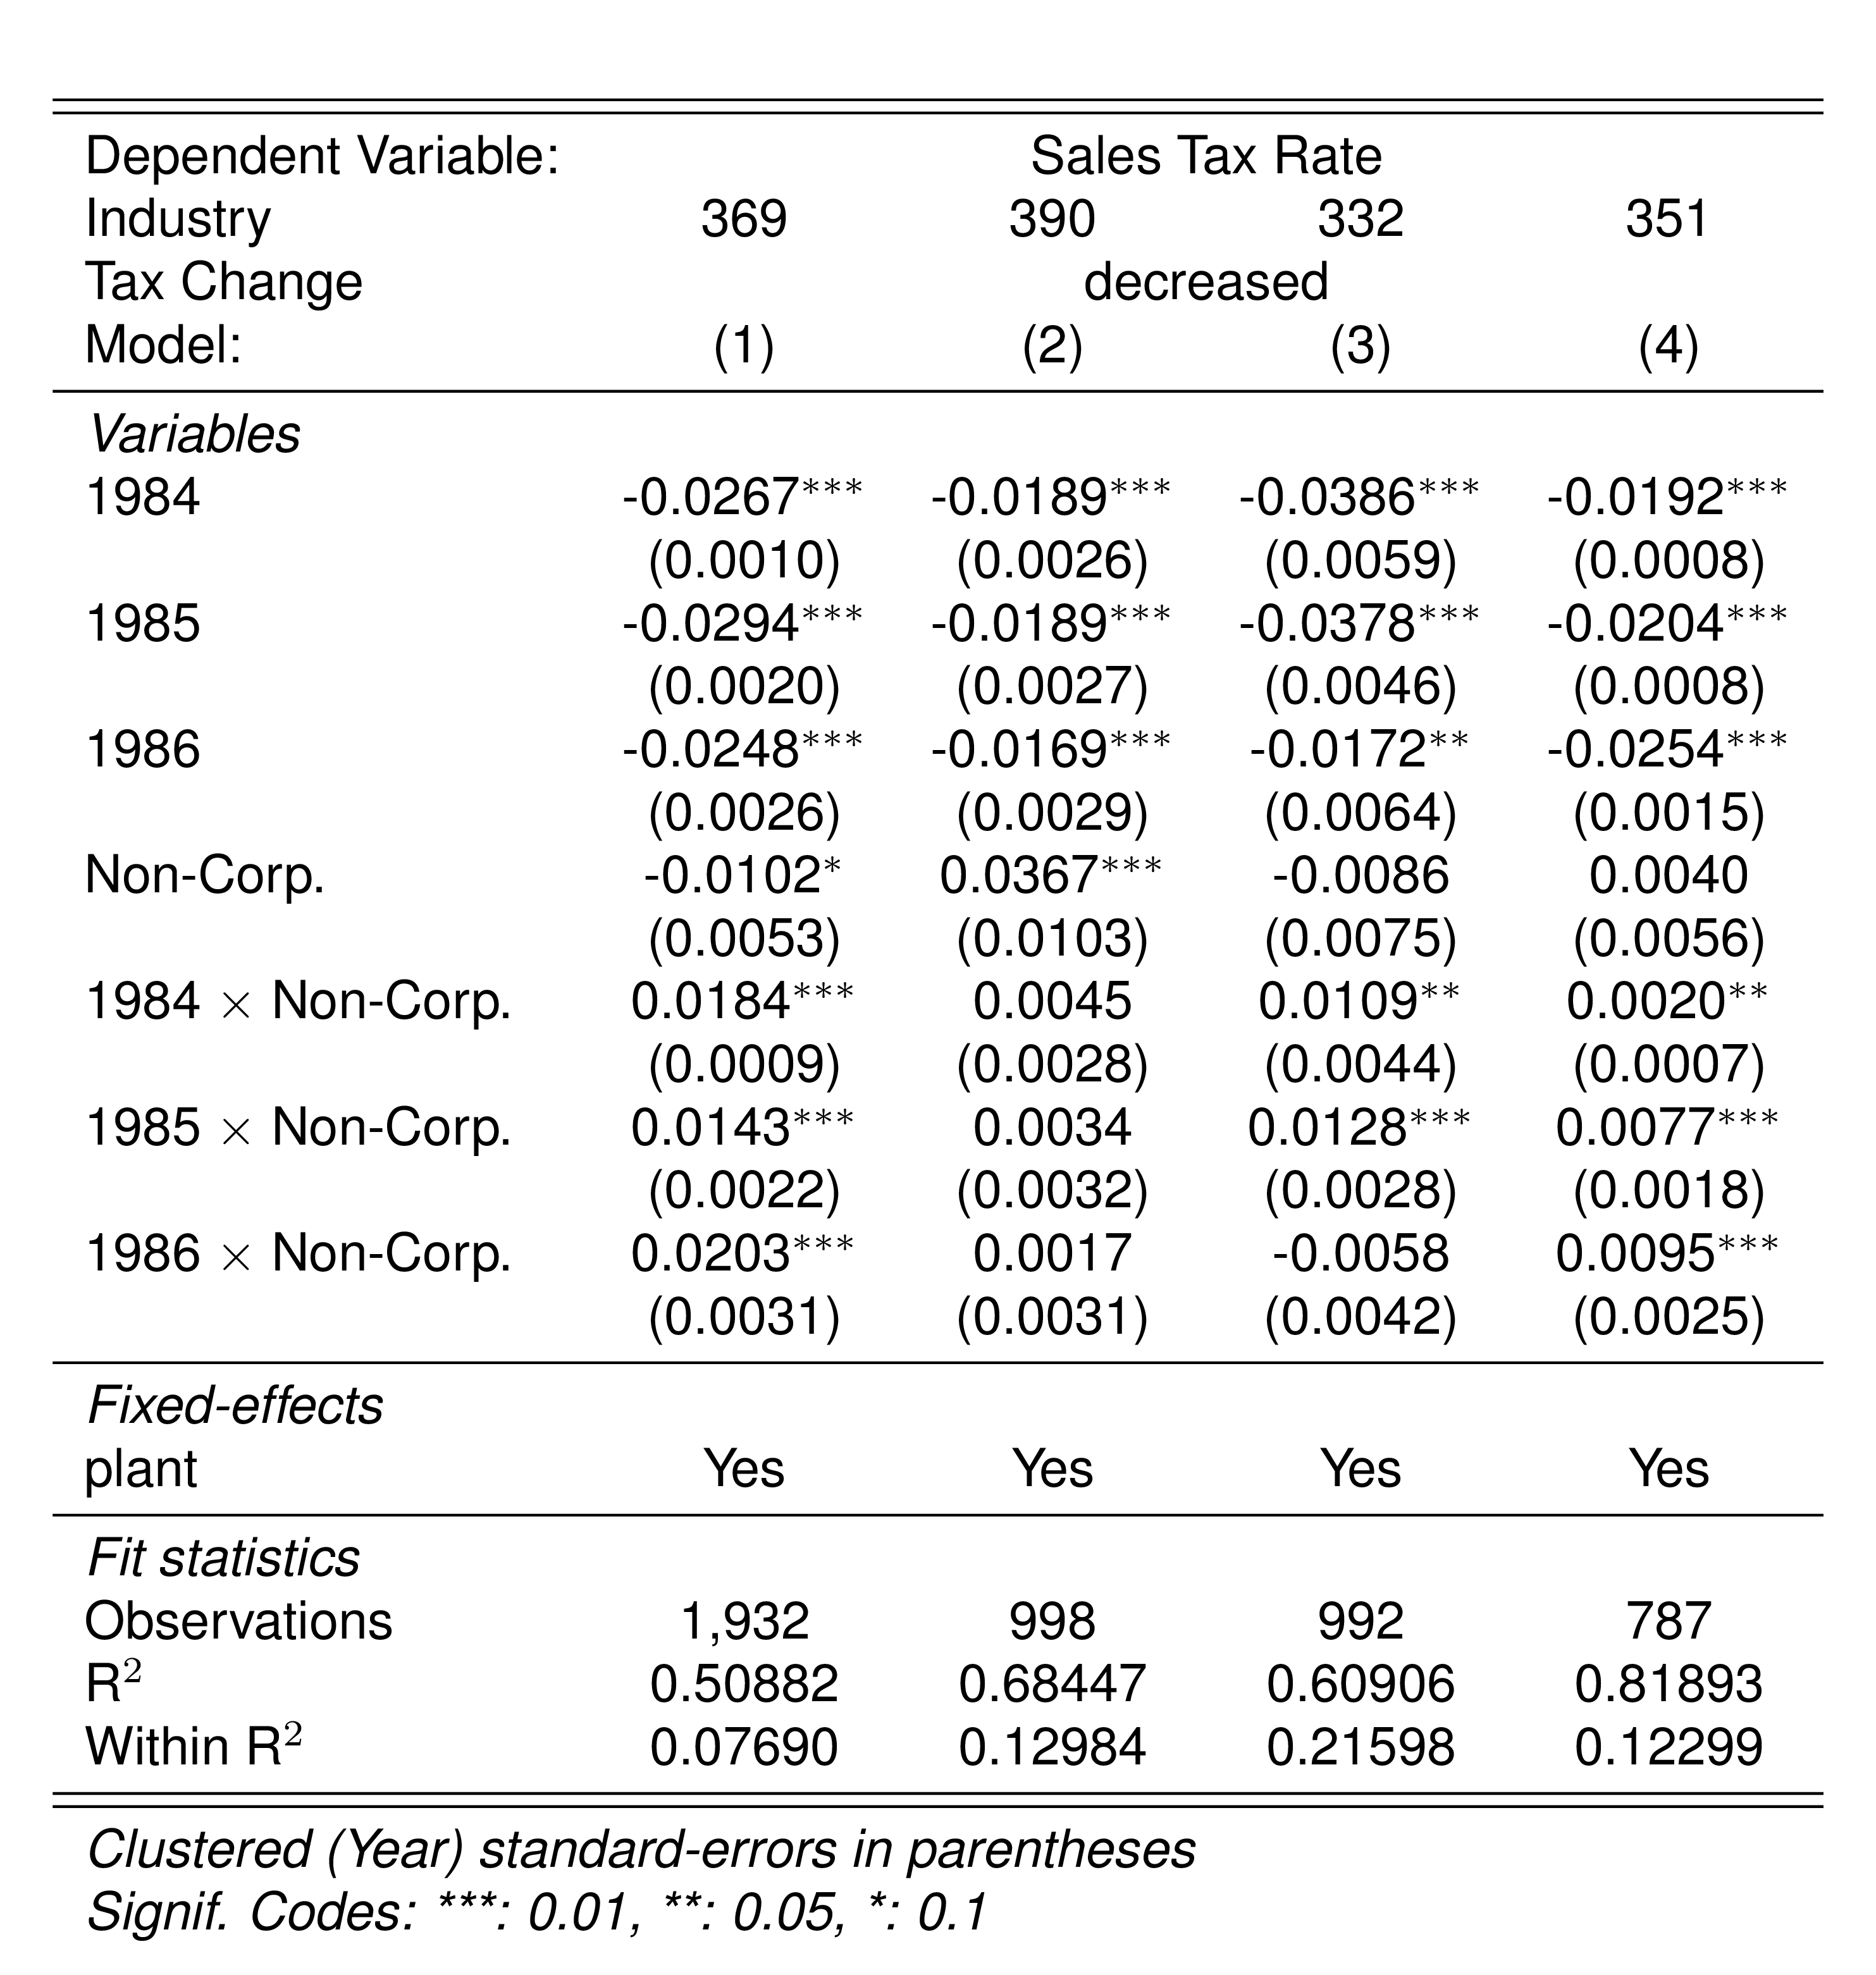 Dependent Variable: Sales Tax Rate
Industry 369 390 332 351
Tax Change decreased
Model: (1) (2) (3) (4)
Variables
1984 -0.0267*** -0.0189*** -0.0386*** -0.0192***
(0.0010) (0.0026) (0.0059) (0.0008)
1985 -0.0294*** -0.0189*** -0.0378*** -0.0204***
(0.0020) (0.0027) (0.0046) (0.0008)
1986 -0.0248*** -0.0169*** -0.0172** -0.0254***
(0.0026) (0.0029) (0.0064) (0.0015)
Non-Corp. -0.0102* 0.0367*** -0.0086 0.0040
(0.0053) (0.0103) (0.0075) (0.0056)
1984 × Non-Corp. 0.0184*** 0.0045 0.0109** 0.0020**
(0.0009) (0.0028) (0.0044) (0.0007)
1985 × Non-Corp. 0.0143*** 0.0034 0.0128*** 0.0077***
(0.0022) (0.0032) (0.0028) (0.0018)
1986 × Non-Corp. 0.0203*** 0.0017 -0.0058 0.0095***
(0.0031) (0.0031) (0.0042) (0.0025)
Fixed-effects
plant Yes Yes Yes Yes
Fit statistics
Observations 1,932 998 992 787
R² 0.50882 0.68447 0.60906 0.81893
Within R² 0.07690 0.12984 0.21598 0.12299
Clustered (Year) standard-errors in parentheses
Signif. Codes: ***: 0.01, **: 0.05, *: 0.1